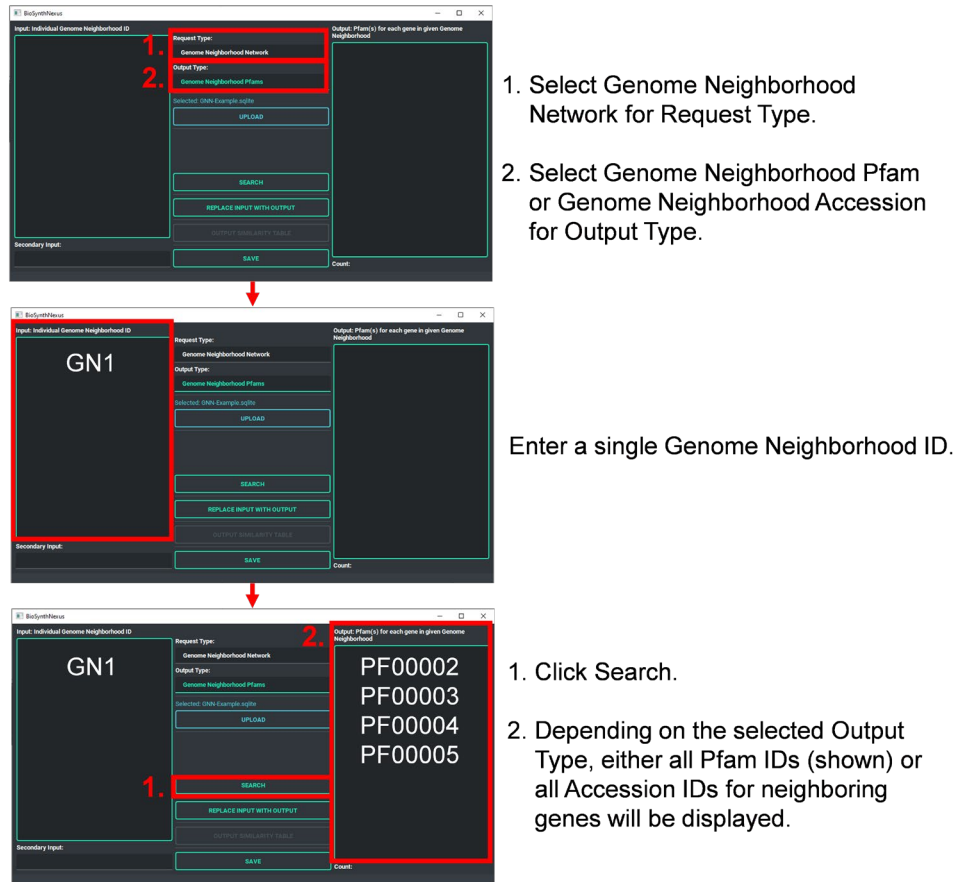 BioSynthNexus
Input: Individual Genome Neighborhood ID
Request Type:
Genome Neighborhood Network
Output Type:
Genome Neighborhood Pfams
Selected: GNN-Example.sqlite
UPLOAD
SEARCH
REPLACE INPUT WITH OUTPUT
OUTPUT SIMILARITY TABLE
SAVE
Secondary Input:
Output: Pfam(s) for each gene in given Genome
Neighborhood
Count:
1.
2.
1. Select Genome Neighborhood
Network for Request Type.
2. Select Genome Neighborhood Pfam
or Genome Neighborhood Accession
for Output Type.
BioSynthNexus
Input: Individual Genome Neighborhood ID
GN1
Request Type:
Genome Neighborhood Network
Output Type:
Genome Neighborhood Pfams
Selected: GNN-Example.sqlite
UPLOAD
SEARCH
REPLACE INPUT WITH OUTPUT
OUTPUT SIMILARITY TABLE
SAVE
Secondary Input:
Output: Pfam(s) for each gene in given Genome
Neighborhood
Count:
Enter a single Genome Neighborhood ID.
BioSynthNexus
Input: Individual Genome Neighborhood ID
GN1
Request Type:
Genome Neighborhood Network
Output Type:
Genome Neighborhood Pfams
Selected: GNN-Example.sqlite
UPLOAD
1.
SEARCH
REPLACE INPUT WITH OUTPUT
OUTPUT SIMILARITY TABLE
SAVE
Secondary Input:
2.
Output: Pfam(s) for each gene in given Genome
Neighborhood
PF00002
PF00003
PF00004
PF00005
Count:
1. Click Search.
2. Depending on the selected Output
Type, either all Pfam IDs (shown) or
all Accession IDs for neighboring
genes will be displayed.